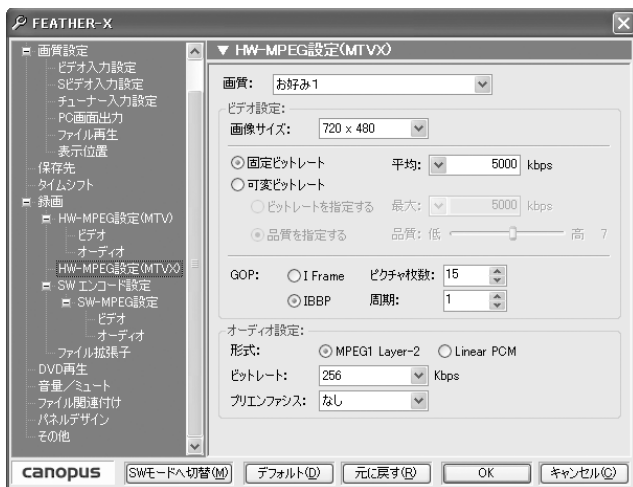 FEATHER-X
画質設定
ビデオ入力設定
Sビデオ入力設定
チューナー入力設定
PC画面出力
ファイル再生
表示位置
保存先
タイムシフト
録画
HW-MPEG設定(MTV)
ビデオ
オーディオ
HW-MPEG設定(MTVX)
SWエンコード設定
SW-MPEG設定
ビデオ
オーディオ
ファイル拡張子
DVD再生
音量／ミュート
ファイル関連付け
パネルデザイン
その他
▼ HW-MPEG設定(MTVX)
画質: お好み1
ビデオ設定:
画像サイズ: 720 x 480
固定ビットレート 平均: 5000 kbps
可変ビットレート
ビットレートを指定する 最大: 5000 kbps
品質を指定する 品質: 低 高 7
GOP: I Frame ピクチャ枚数: 15
IBBP 周期: 1
オーディオ設定:
形式: MPEG1 Layer-2 Linear PCM
ビットレート: 256 Kbps
プリエンファシス: なし
canopus SWモードへ切替(M) デフォルト(D) 元に戻す(R) OK キャンセル(C)